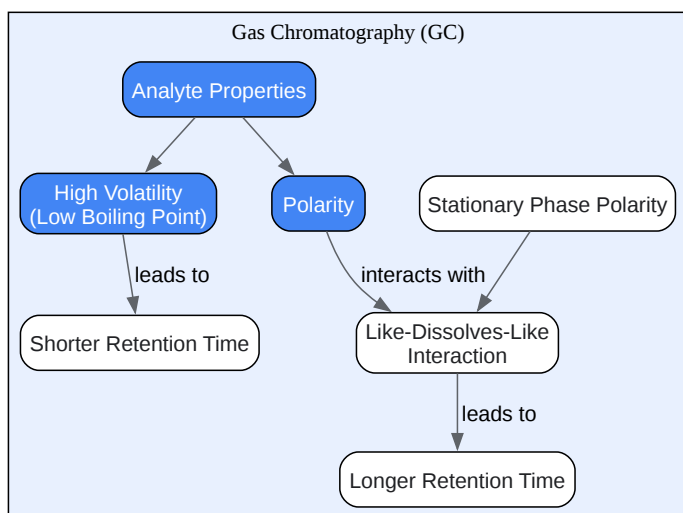 Gas Chromatography (GC)
Analyte Properties
High Volatility
(Low Boiling Point)
Polarity
Stationary Phase Polarity
leads to
interacts with
Shorter Retention Time
Like-Dissolves-Like
Interaction
leads to
Longer Retention Time